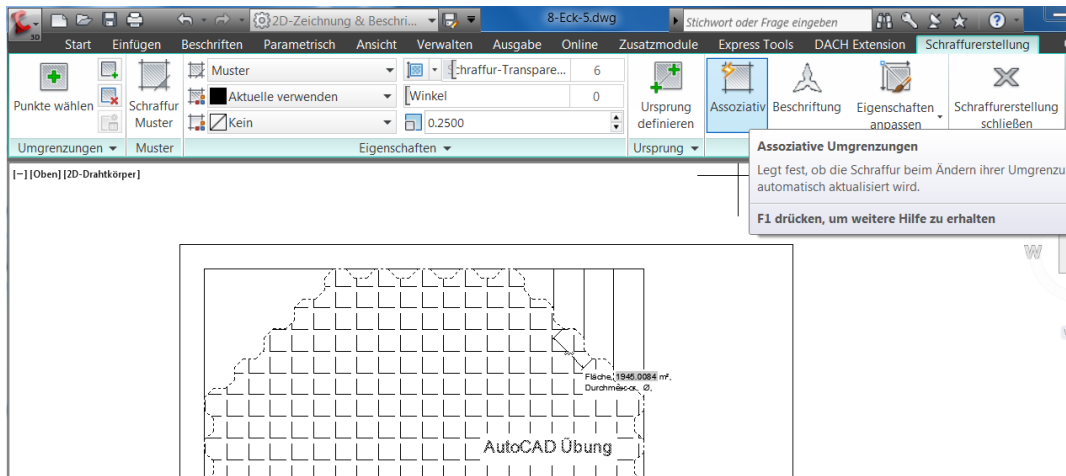 2D-Zeichnung & Beschri... 8-Eck-5.dwg Stichwort oder Frage eingeben
3D
Start Einfügen Beschriften Parametrisch Ansicht Verwalten Ausgabe Online Zusatzmodule Express Tools DACH Extension Schraffurerstellung
Punkte wählen
Schraffur
Muster
Muster
Aktuelle verwenden
Kein
Schraffur-Transpare... 6
Winkel 0
0.2500
Ursprung
definieren
Assoziativ
Beschriftung
Eigenschaften
anpassen
Schraffurerstellung
schließen
Umgrenzungen Muster Eigenschaften Ursprung
Assoziative Umgrenzungen
Legt fest, ob die Schraffur beim Ändern ihrer Umgrenzu
automatisch aktualisiert wird.
F1 drücken, um weitere Hilfe zu erhalten
[−] [Oben] [2D-Drahtkörper]
W
Fläche, 1945.0084 m²,
Ø,
AutoCAD Übung